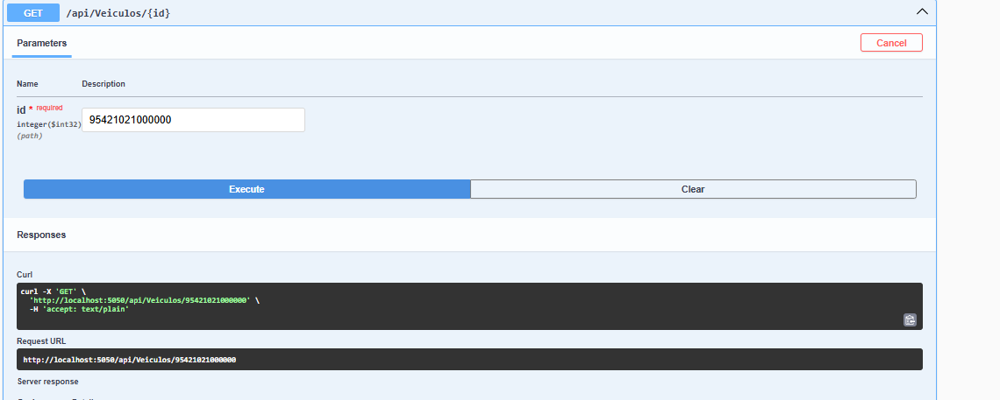 GET /api/Veiculos/{id}
Parameters
Cancel
Name Description
id * required
integer($int32)
(path)
95421021000000
Execute Clear
Responses
Curl
curl -X 'GET' \
'http://localhost:5050/api/Veiculos/95421021000000' \
-H 'accept: text/plain'
Request URL
http://localhost:5050/api/Veiculos/95421021000000
Server response